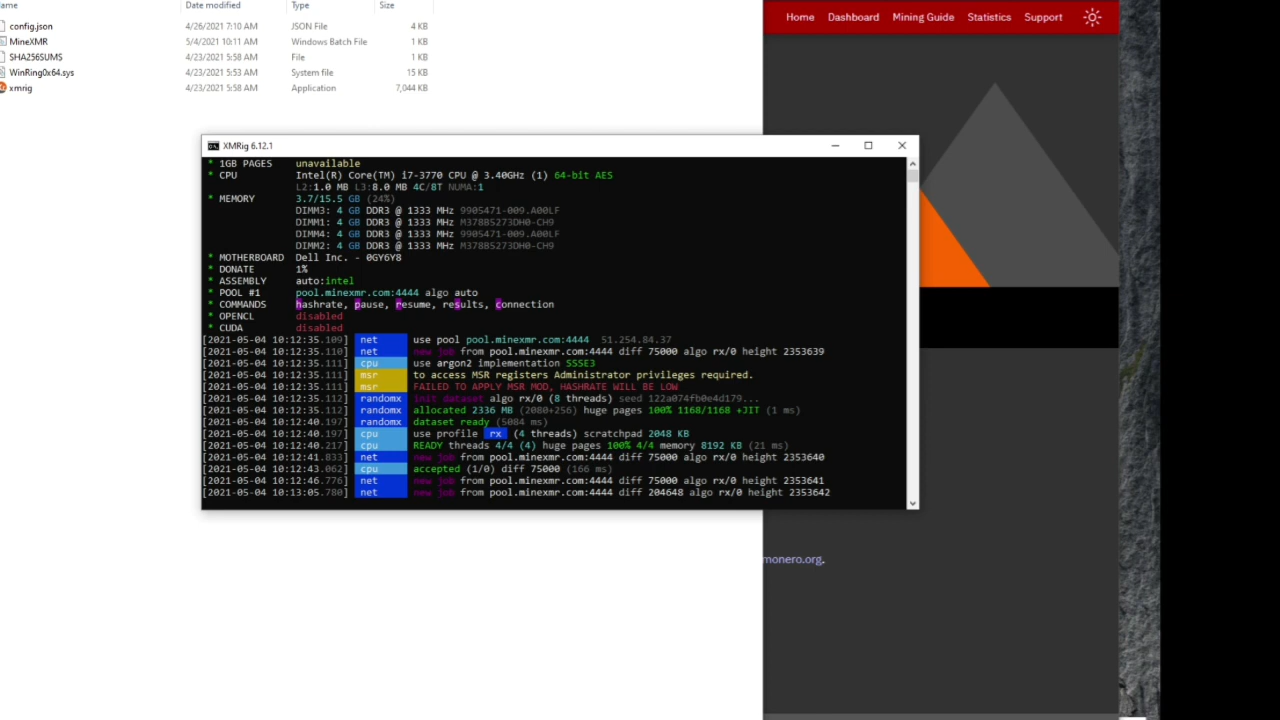 ame Date modified Type Size
config.json 4/26/2021 7:10 AM JSON File 4 KB
MineXMR 5/4/2021 10:11 AM Windows Batch File 1 KB
SHA256SUMS 4/23/2021 5:58 AM File 1 KB
WinRing0x64.sys 4/23/2021 5:53 AM System file 15 KB
xmrig 4/23/2021 5:58 AM Application 7,044 KB
Home Dashboard Mining Guide Statistics Support
XMRig 6.12.1
* 1GB PAGES unavailable
* CPU Intel(R) Core(TM) i7-3770 CPU @ 3.40GHz (1) 64-bit AES
L2:1.0 MB L3:8.0 MB 4C/8T NUMA:1
* MEMORY 3.7/15.5 GB (24%)
DIMM3: 4 GB DDR3 @ 1333 MHz 9905471-009.A00LF
DIMM1: 4 GB DDR3 @ 1333 MHz M378B5273DH0-CH9
DIMM4: 4 GB DDR3 @ 1333 MHz 9905471-009.A00LF
DIMM2: 4 GB DDR3 @ 1333 MHz M378B5273DH0-CH9
* MOTHERBOARD Dell Inc. - 0GY6Y8
* DONATE 1%
* ASSEMBLY auto:intel
* POOL #1 pool.minexmr.com:4444 algo auto
* COMMANDS hashrate, pause, resume, results, connection
* OPENCL disabled
* CUDA disabled
[2021-05-04 10:12:35.109] net use pool pool.minexmr.com:4444 51.254.84.37
[2021-05-04 10:12:35.110] net new job from pool.minexmr.com:4444 diff 75000 algo rx/0 height 2353639
[2021-05-04 10:12:35.111] cpu use argon2 implementation SSSE3
[2021-05-04 10:12:35.111] msr to access MSR registers Administrator privileges required.
[2021-05-04 10:12:35.111] msr FAILED TO APPLY MSR MOD, HASHRATE WILL BE LOW
[2021-05-04 10:12:35.112] randomx init dataset algo rx/0 (8 threads) seed 122a074fb0e4d179...
[2021-05-04 10:12:35.112] randomx allocated 2336 MB (2080+256) huge pages 100% 1168/1168 +JIT (1 ms)
[2021-05-04 10:12:40.197] randomx dataset ready (5084 ms)
[2021-05-04 10:12:40.197] cpu use profile rx (4 threads) scratchpad 2048 KB
[2021-05-04 10:12:40.217] cpu READY threads 4/4 (4) huge pages 100% 4/4 memory 8192 KB (21 ms)
[2021-05-04 10:12:41.833] net new job from pool.minexmr.com:4444 diff 75000 algo rx/0 height 2353640
[2021-05-04 10:12:43.062] cpu accepted (1/0) diff 75000 (166 ms)
[2021-05-04 10:12:46.776] net new job from pool.minexmr.com:4444 diff 75000 algo rx/0 height 2353641
[2021-05-04 10:13:05.780] net new job from pool.minexmr.com:4444 diff 204648 algo rx/0 height 2353642
monero.org.